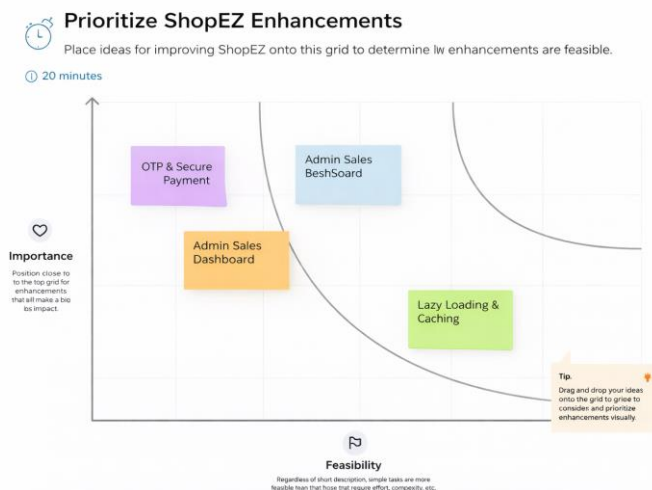 Prioritize ShopEZ Enhancements
Place ideas for improving ShopEZ onto this grid to determine lw enhancements are feasible.
20 minutes
OTP & Secure
Payment
Admin Sales
BeshSoard
Admin Sales
Dashboard
Lazy Loading &
Caching
Importance
Position close to
to the top grid for
enhancements
that all make a big
ibs impact.
Tip.
Drag and drop your ideas
onto the grid to griee to
consider and prioritize
enhancements visually.
Feasibility
Regardless of short description, simple tasks are more
feasible than that hose that require effort, compexity, etc.